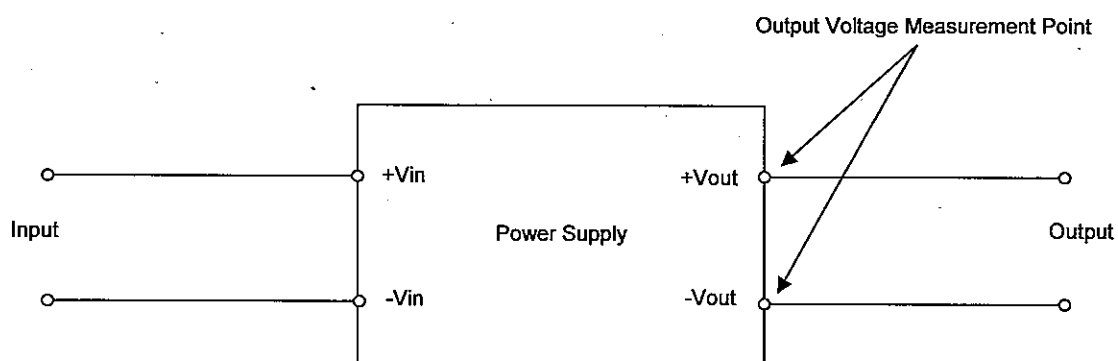 Output Voltage Measurement Point
+Vin
+Vout
Input
Power Supply
Output
-Vin
-Vout